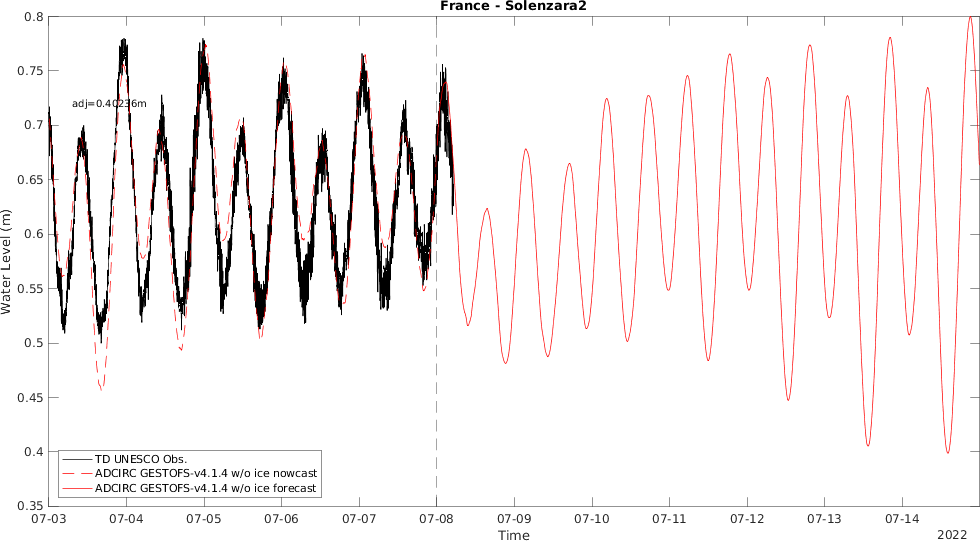 France - Solenzara2
0.8
0.75
0.7
0.65
0.6
0.55
0.5
0.45
0.4
0.35
Water Level (m)
adj=0.40236m
TD UNESCO Obs.
ADCIRC GESTOFS-v4.1.4 w/o ice nowcast
ADCIRC GESTOFS-v4.1.4 w/o ice forecast
07-03 07-04 07-05 07-06 07-07 07-08 07-09 07-10 07-11 07-12 07-13 07-14
Time
2022